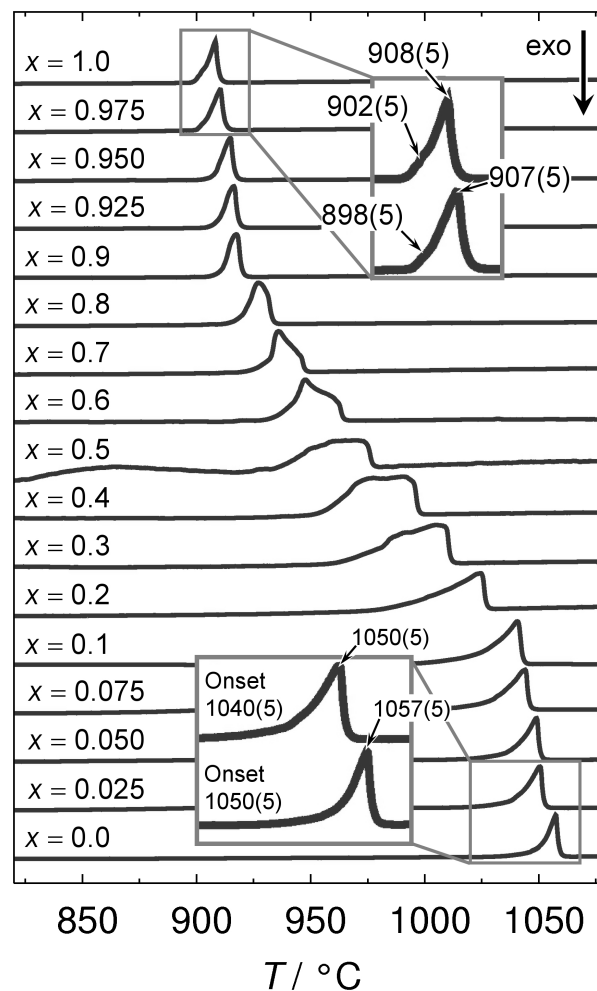 exo
x = 1.0
x = 0.975
x = 0.950
x = 0.925
x = 0.9
x = 0.8
x = 0.7
x = 0.6
x = 0.5
x = 0.4
x = 0.3
x = 0.2
x = 0.1
x = 0.075
x = 0.050
x = 0.025
x = 0.0
908(5)
902(5)
907(5)
898(5)
1050(5)
Onset
1040(5)
1057(5)
Onset
1050(5)
850 900 950 1000 1050
T / °C